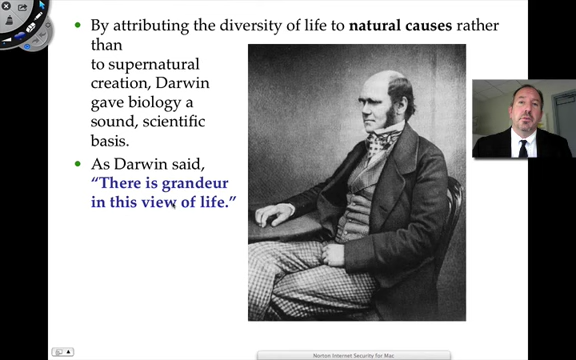 By attributing the diversity of life to natural causes rather
than
to supernatural
creation, Darwin
gave biology a
sound, scientific
basis.
As Darwin said,
“There is grandeur
in this view of life.”
Norton Internet Security for Mac